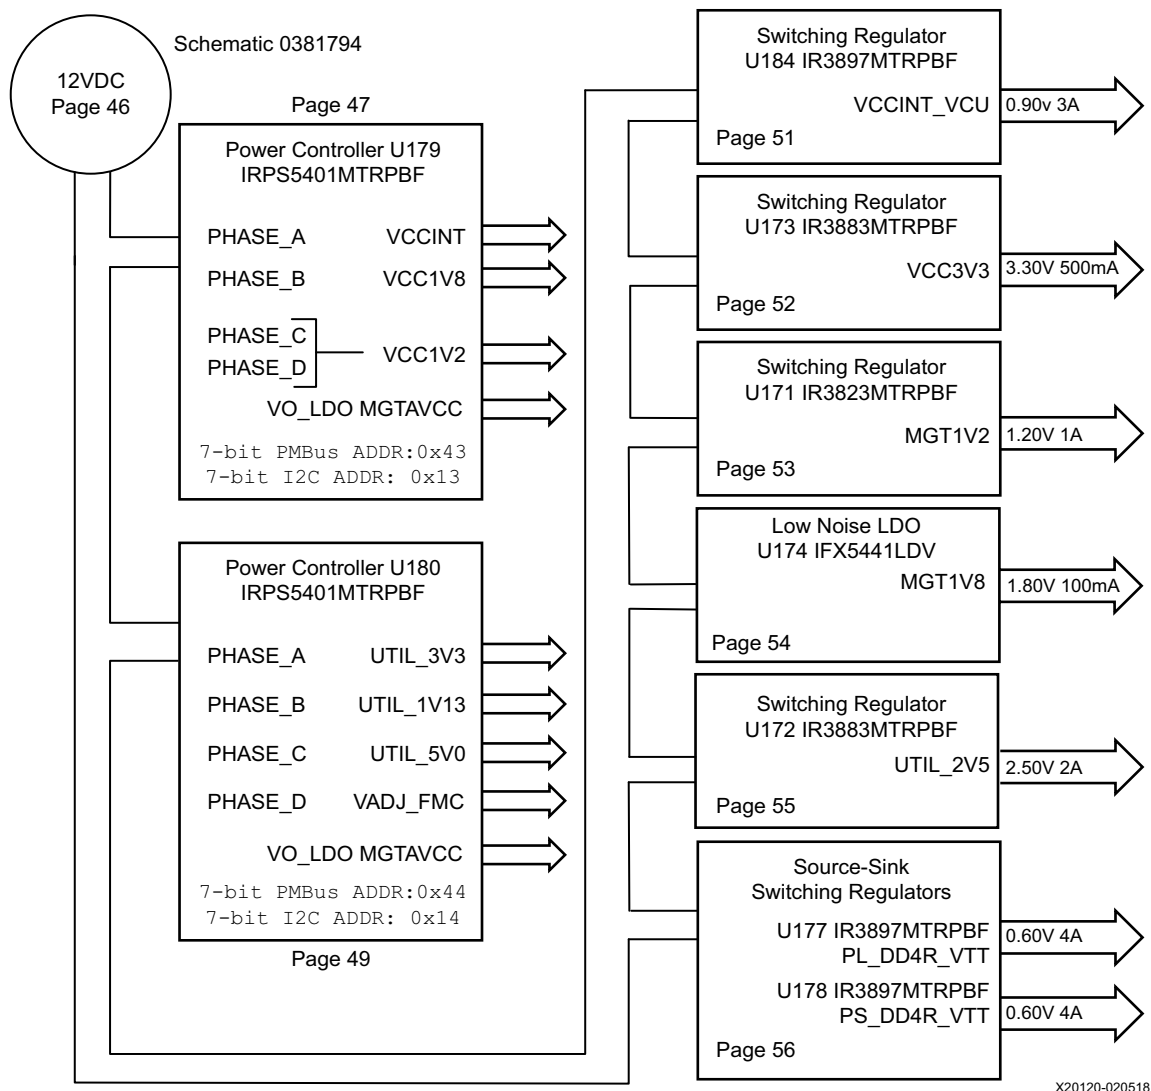 Schematic 0381794
12VDC
Page 46
Page 47
Power Controller U179
IRPS5401MTRPBF
PHASE_A VCCINT
PHASE_B VCC1V8
PHASE_C
PHASE_D
VCC1V2
VO_LDO MGTAVCC
7-bit PMBus ADDR:0x43
7-bit I2C ADDR: 0x13
Power Controller U180
IRPS5401MTRPBF
PHASE_A UTIL_3V3
PHASE_B UTIL_1V13
PHASE_C UTIL_5V0
PHASE_D VADJ_FMC
VO_LDO MGTAVCC
7-bit PMBus ADDR:0x44
7-bit I2C ADDR: 0x14
Page 49
Switching Regulator
U184 IR3897MTRPBF
VCCINT_VCU 0.90v 3A
Page 51
Switching Regulator
U173 IR3883MTRPBF
VCC3V3 3.30V 500mA
Page 52
Switching Regulator
U171 IR3823MTRPBF
MGT1V2 1.20V 1A
Page 53
Low Noise LDO
U174 IFX5441LDV
MGT1V8 1.80V 100mA
Page 54
Switching Regulator
U172 IR3883MTRPBF
UTIL_2V5 2.50V 2A
Page 55
Source-Sink
Switching Regulators
U177 IR3897MTRPBF
PL_DD4R_VTT
0.60V 4A
U178 IR3897MTRPBF
PS_DD4R_VTT
0.60V 4A
Page 56
X20120-020518